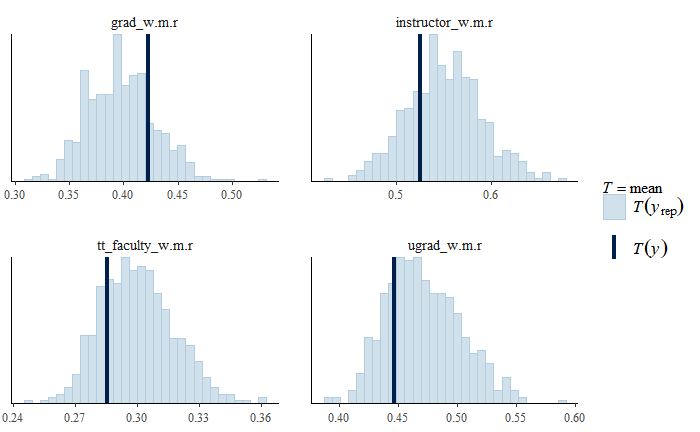 grad_w.m.r
0.30 0.35 0.40 0.45 0.50
instructor_w.m.r
0.5 0.6
tt_faculty_w.m.r
0.24 0.27 0.30 0.33 0.36
ugrad_w.m.r
0.40 0.45 0.50 0.55 0.60
T = mean
T(yrep)
T(y)